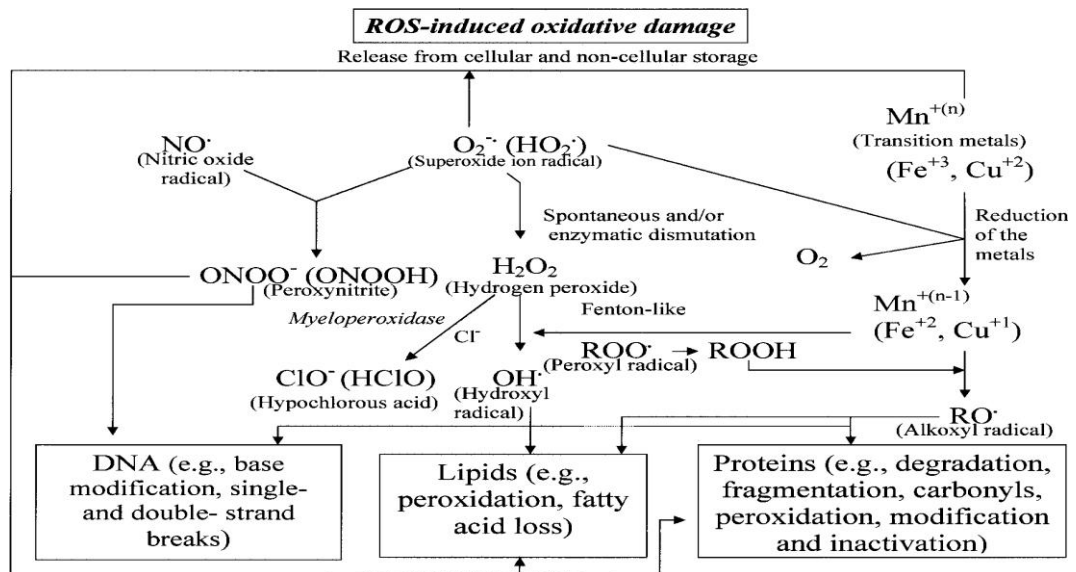 ROS-induced oxidative damage
Release from cellular and non-cellular storage
NO·
(Nitric oxide
radical)
O₂⁻· (HO₂·)
(Superoxide ion radical)
Mn⁺⁽ⁿ⁾
(Transition metals)
(Fe⁺³, Cu⁺²)
Spontaneous and/or
enzymatic dismutation
Reduction
of the
metals
O₂
ONOO⁻ (ONOOH)
(Peroxynitrite)
H₂O₂
(Hydrogen peroxide)
Mn⁺⁽ⁿ⁻¹⁾
(Fe⁺², Cu⁺¹)
Myeloperoxidase
Cl⁻
Fenton-like
ROO· → ROOH
(Peroxyl radical)
ClO⁻ (HClO)
(Hypochlorous acid)
OH·
(Hydroxyl
radical)
RO·
(Alkoxyl radical)
DNA (e.g., base
modification, single-
and double- strand
breaks)
Lipids (e.g.,
peroxidation, fatty
acid loss)
Proteins (e.g., degradation,
fragmentation, carbonyls,
peroxidation, modification
and inactivation)